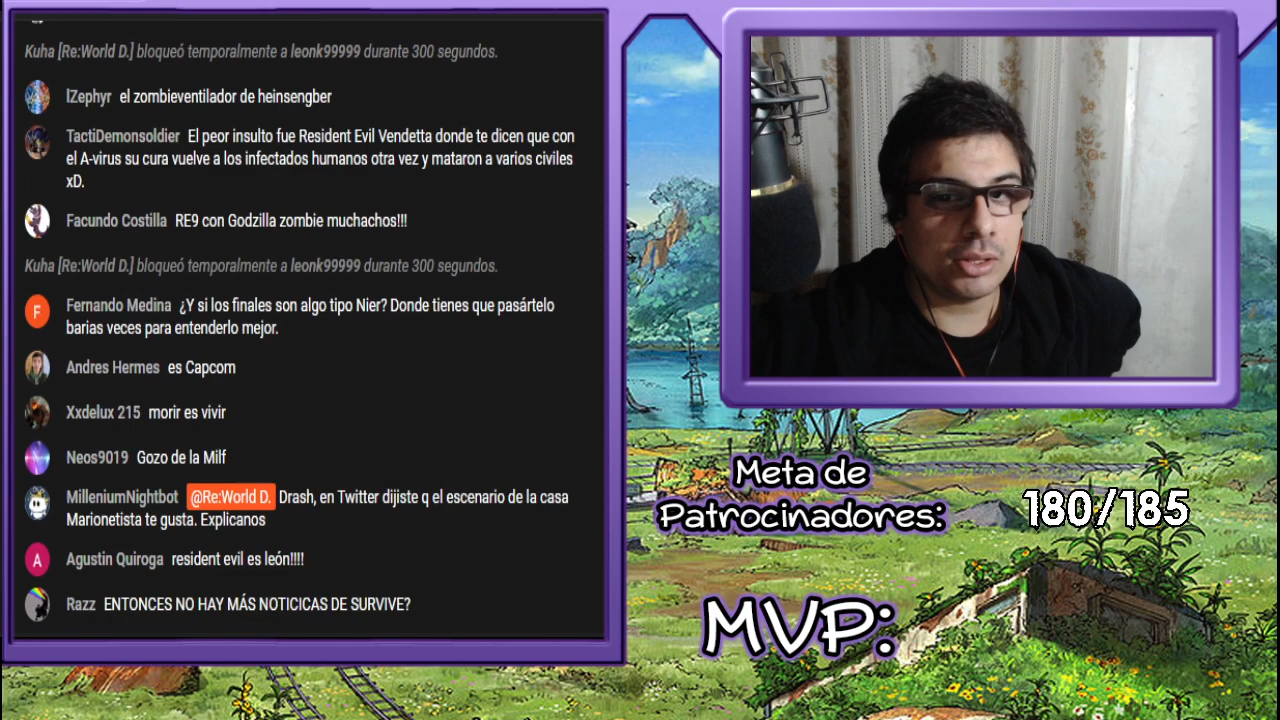 Kuha [Re:World D.] bloqueó temporalmente a leonk99999 durante 300 segundos.
lZephyr el zombieventilador de heinsengber
TactiDemonsoldier El peor insulto fue Resident Evil Vendetta donde te dicen que con
el A-virus su cura vuelve a los infectados humanos otra vez y mataron a varios civiles
xD.
Facundo Costilla RE9 con Godzilla zombie muchachos!!!
Kuha [Re:World D.] bloqueó temporalmente a leonk99999 durante 300 segundos.
F
Fernando Medina ¿Y si los finales son algo tipo Nier? Donde tienes que pasártelo
barias veces para entenderlo mejor.
Andres Hermes es Capcom
Xxdelux 215 morir es vivir
Neos9019 Gozo de la Milf
MilleniumNightbot @Re:World D. Drash, en Twitter dijiste q el escenario de la casa
Marionetista te gusta. Explicanos
A
Agustin Quiroga resident evil es león!!!!
Razz ENTONCES NO HAY MÁS NOTICICAS DE SURVIVE?
Meta de
Patrocinadores:
180/185
MVP: